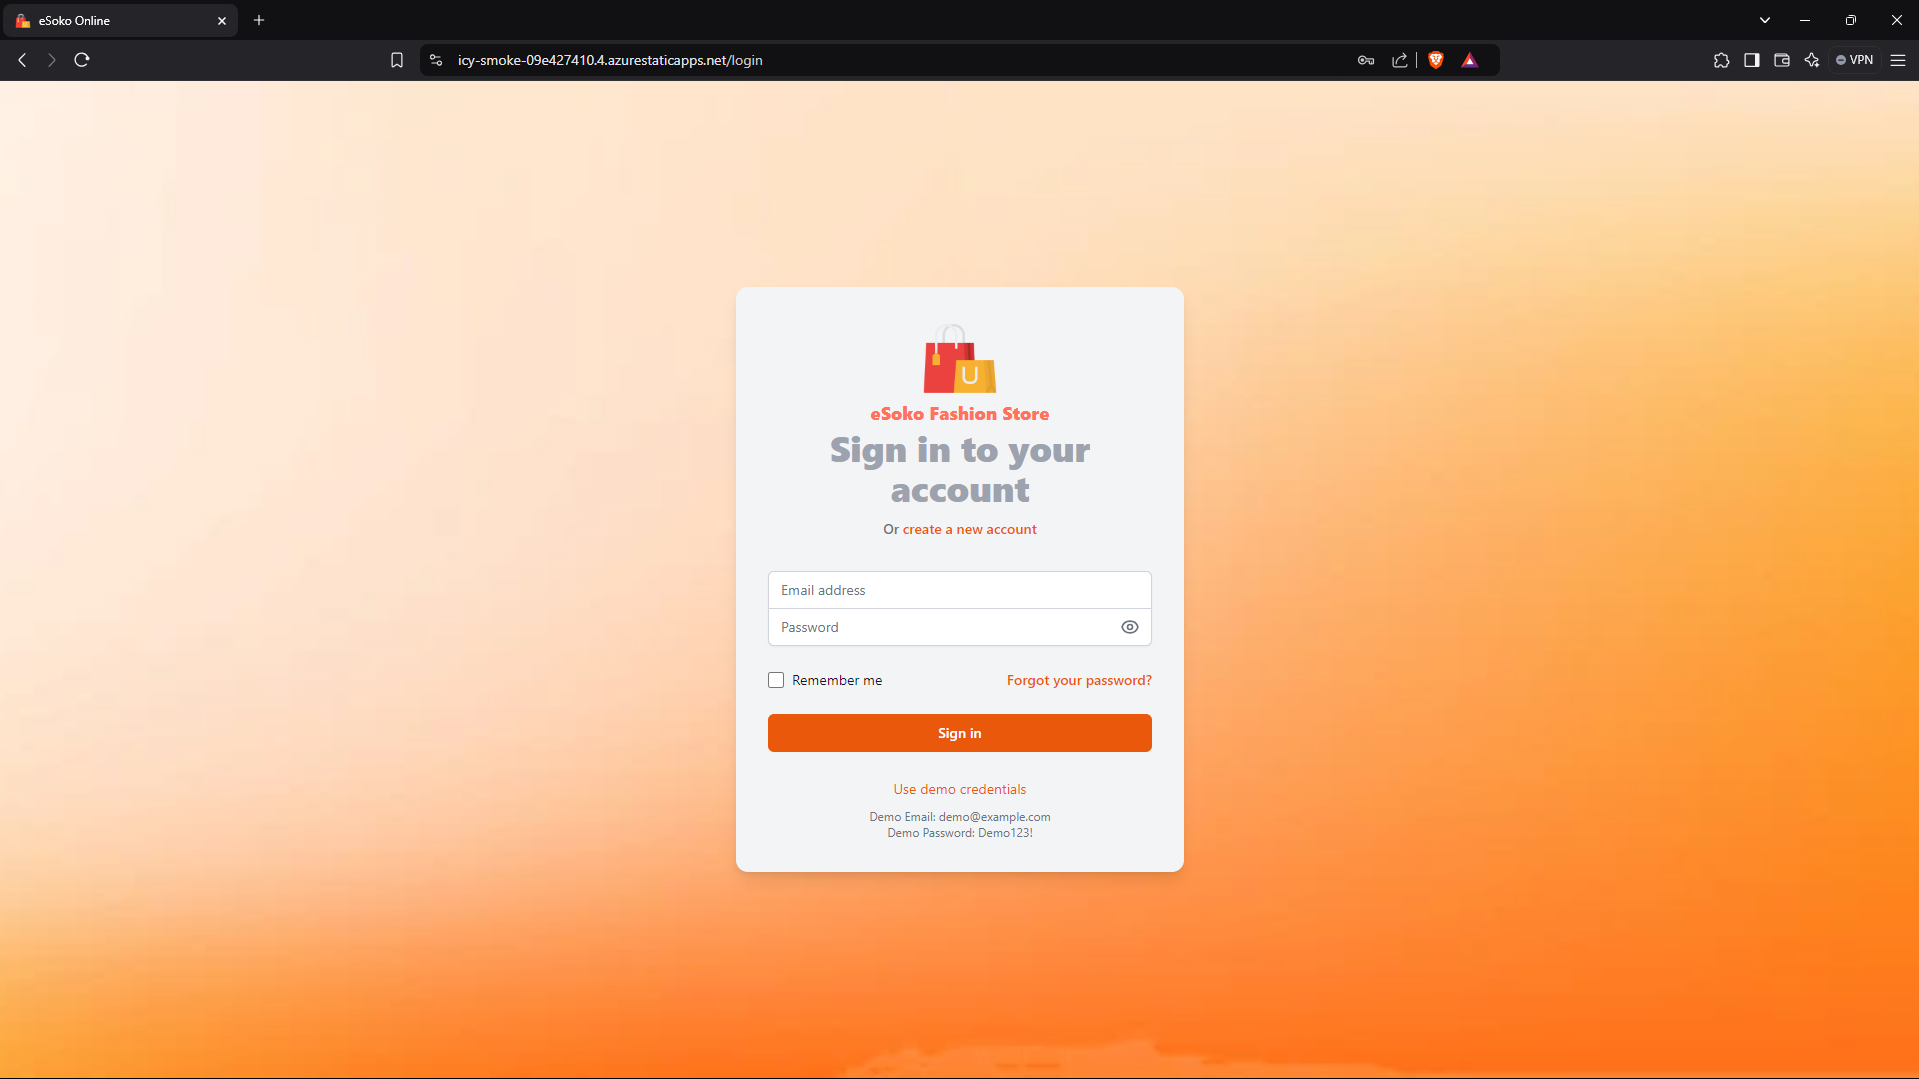 eSoko Online
icy-smoke-09e427410.4.azurestaticapps.net/login
VPN
U
eSoko Fashion Store
Sign in to your
account
Or create a new account
Email address
Password
Remember me
Forgot your password?
Sign in
Use demo credentials
Demo Email: demo@example.com
Demo Password: Demo123!